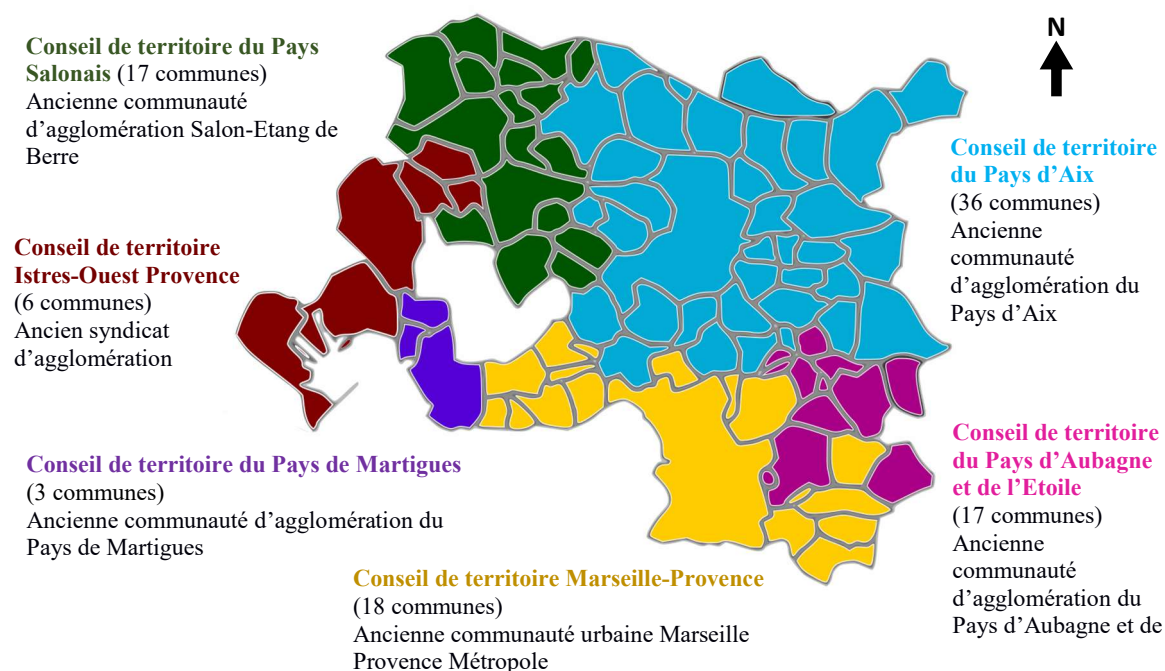 Conseil de territoire du Pays
Salonais (17 communes)
Ancienne communauté
d’agglomération Salon-Etang de
Berre
N
Conseil de territoire
du Pays d’Aix
(36 communes)
Ancienne
communauté
d’agglomération du
Pays d’Aix
Conseil de territoire
Istres-Ouest Provence
(6 communes)
Ancien syndicat
d’agglomération
Conseil de territoire du Pays de Martigues
(3 communes)
Ancienne communauté d’agglomération du
Pays de Martigues
Conseil de territoire
du Pays d’Aubagne
et de l’Etoile
(17 communes)
Ancienne
communauté
d’agglomération du
Pays d’Aubagne et de
Conseil de territoire Marseille-Provence
(18 communes)
Ancienne communauté urbaine Marseille
Provence Métropole